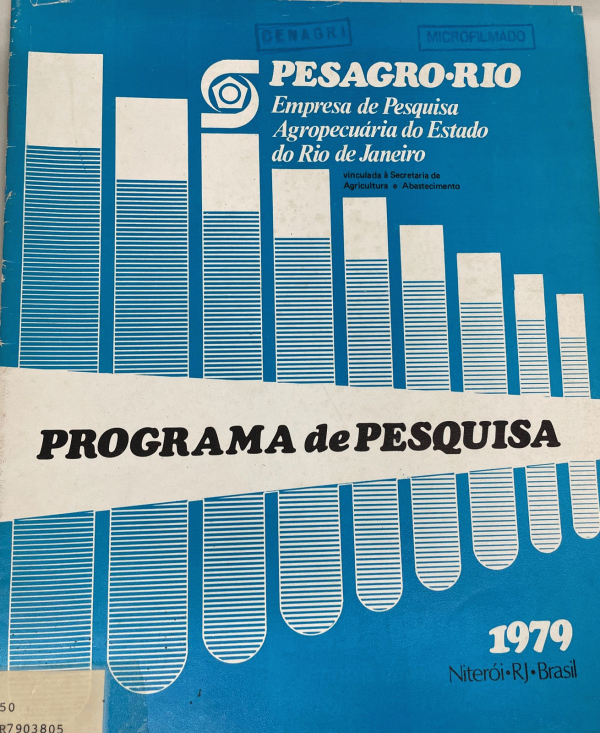 CENAGRI
MICROFILMADO
PESAGRO•RIO
Empresa de Pesquisa
Agropecuária do Estado
do Rio de Janeiro
vinculada à Secretaria de
Agricultura e Abastecimento
PROGRAMA de PESQUISA
1979
Niterói•RJ•Brasil
50
R7903805